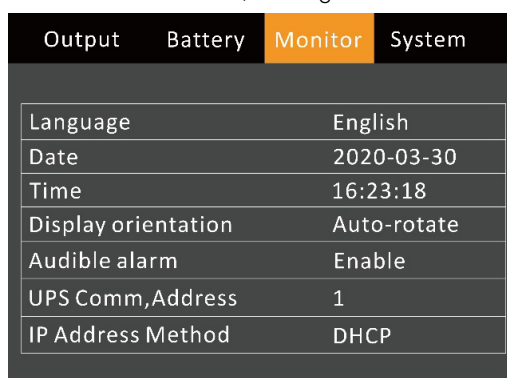 Output Battery Monitor System
Language English
Date 2020-03-30
Time 16:23:18
Display orientation Auto-rotate
Audible alarm Enable
UPS Comm,Address 1
IP Address Method DHCP